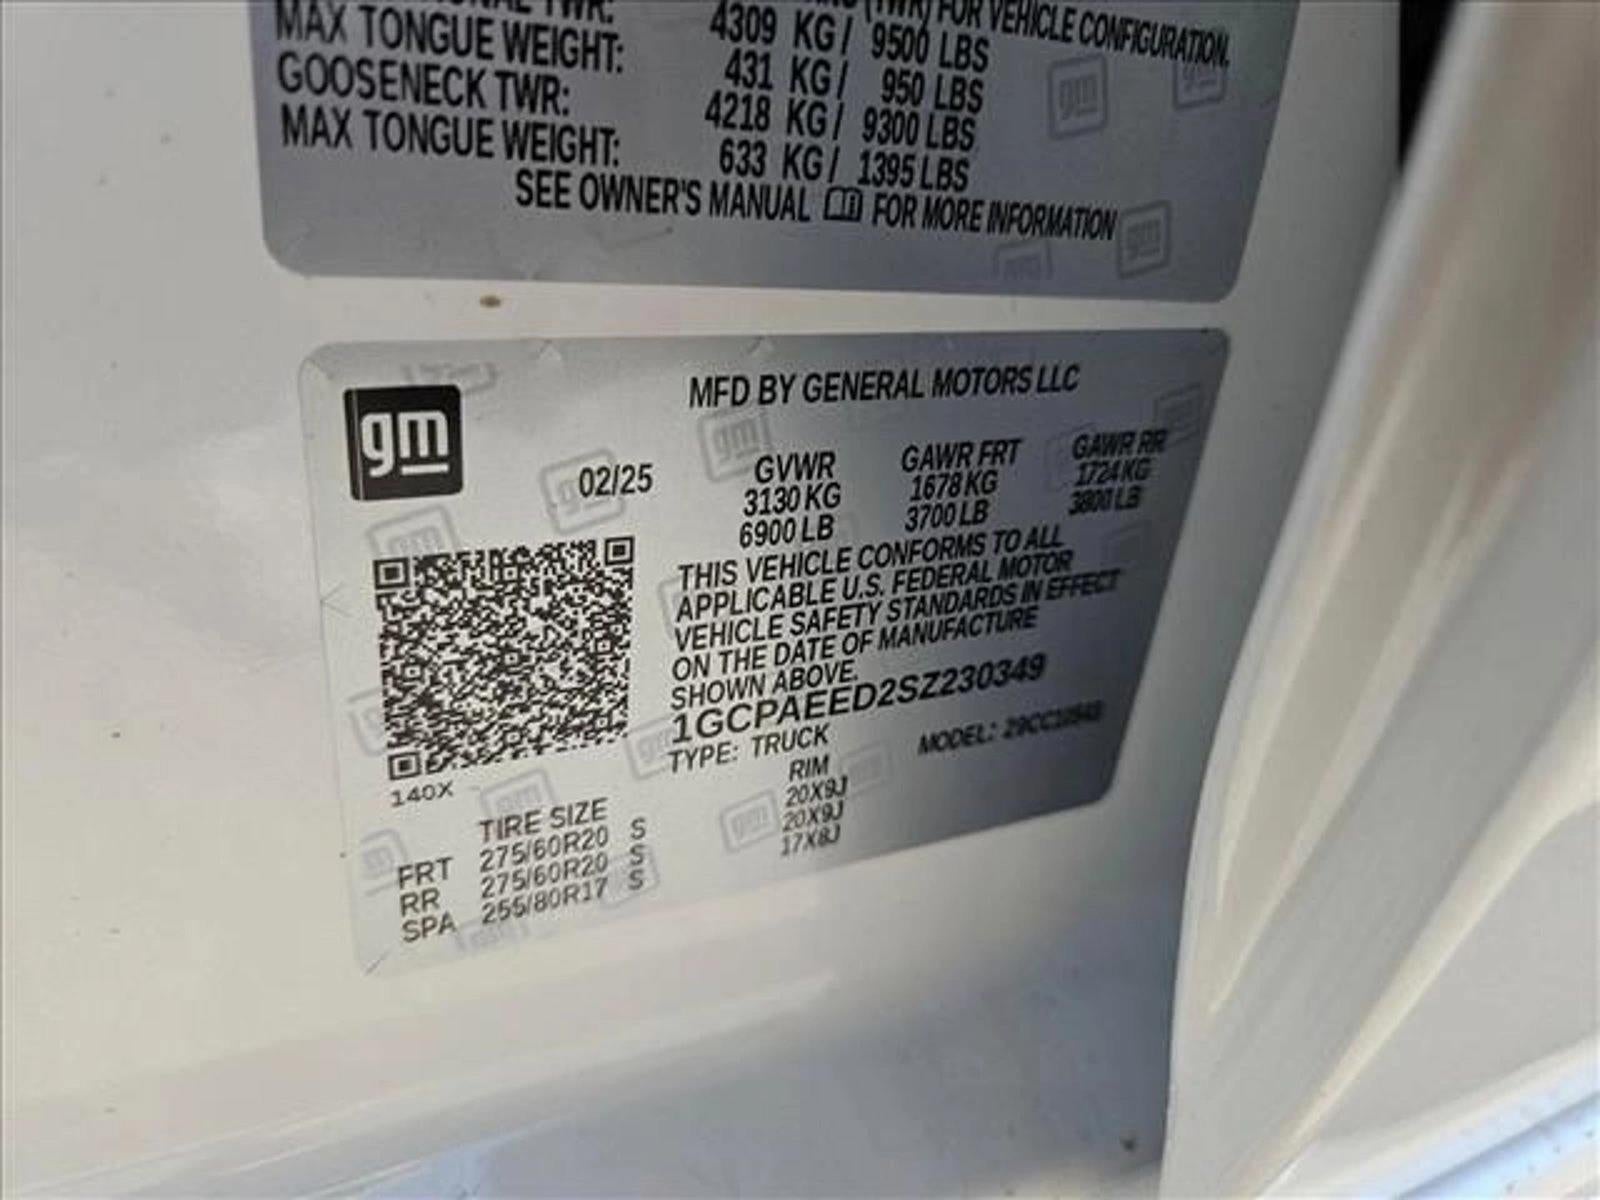 TWR: (TWR) FOR VEHICLE CONFIGURATION.
4309 KG/ 9500 LBS
MAX TONGUE WEIGHT: 431 KG/ 950 LBS
GOOSENECK TWR: 4218 KG/ 9300 LBS
MAX TONGUE WEIGHT: 633 KG/ 1395 LBS
SEE OWNER'S MANUAL FOR MORE INFORMATION
gm
MFD BY GENERAL MOTORS LLC
02/25 GVWR GAWR FRT GAWR RR
3130 KG 1678 KG 1724 KG
6900 LB 3700 LB 3800 LB
THIS VEHICLE CONFORMS TO ALL
APPLICABLE U.S. FEDERAL MOTOR
VEHICLE SAFETY STANDARDS IN EFFECT
ON THE DATE OF MANUFACTURE
SHOWN ABOVE.
1GCPAEED2SZ230349
TYPE: TRUCK MODEL:
140X
TIRE SIZE RIM
FRT 275/60R20 S 20X9J
RR 275/60R20 S 20X9J
SPA 255/80R17 S 17X8J